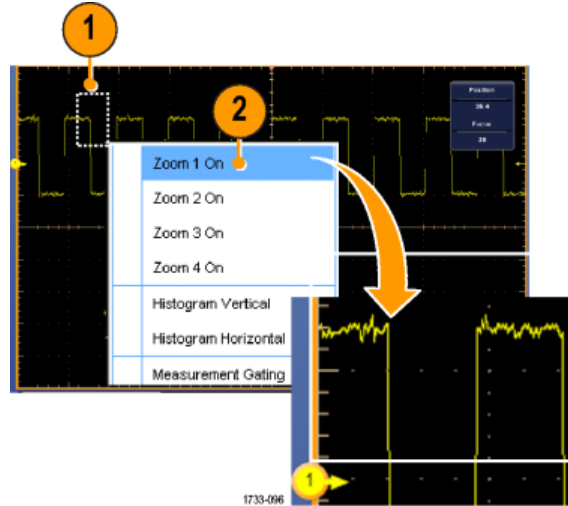 1
2
Position
35.4
Factor
20
Zoom 1 On
Zoom 2 On
Zoom 3 On
Zoom 4 On
Histogram Vertical
Histogram Horizontal
Measurement Gating
1
1733-096